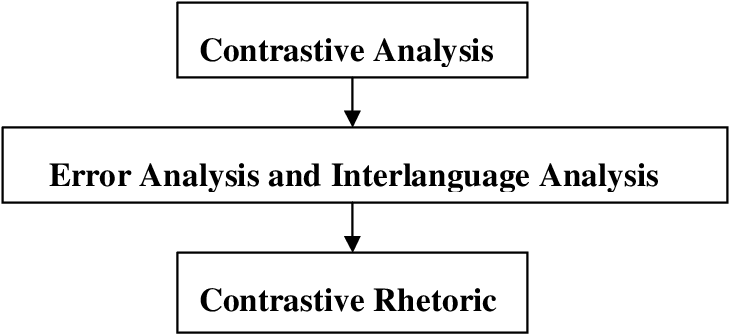 Contrastive Analysis
Error Analysis and Interlanguage Analysis
Contrastive Rhetoric